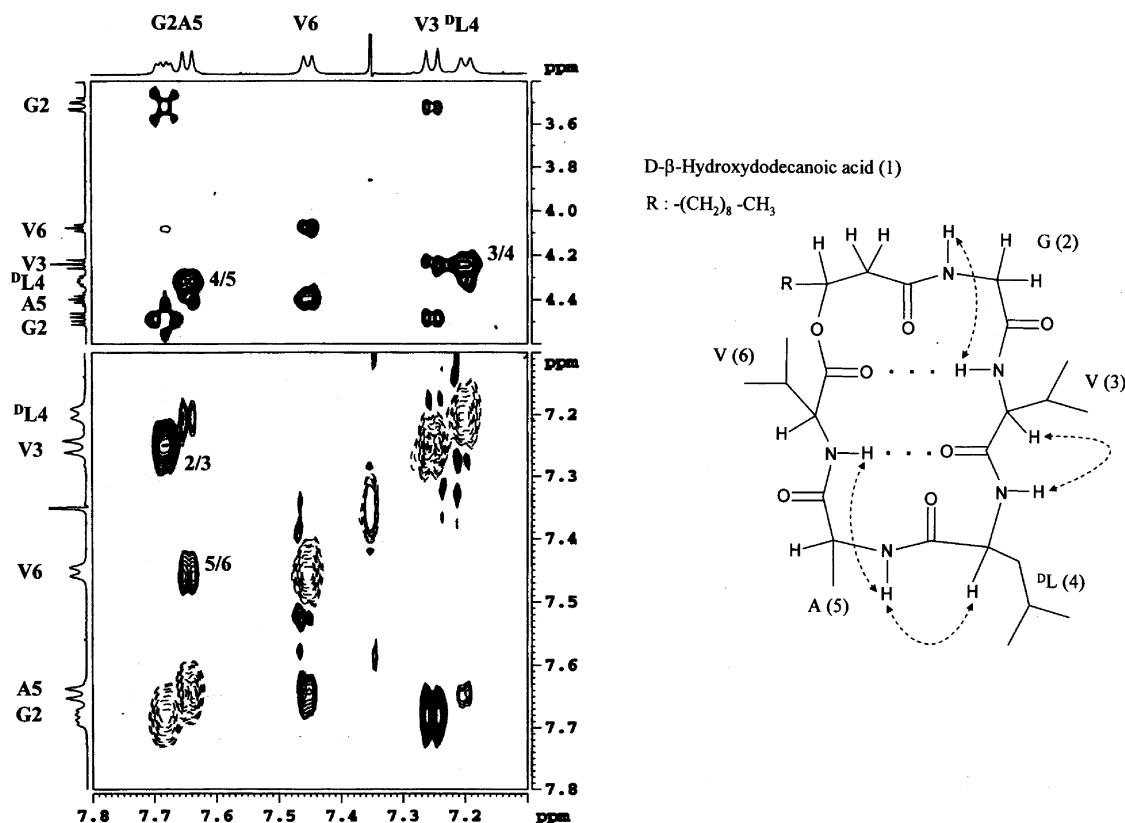 G2A5 V6 V3 ᴰL4
ppm
G2
3.6
3.8
V6
4.0
V3
4.2
ᴰL4
4/5
3/4
A5
4.4
G2
ᴰL4
7.2
V3
2/3
7.3
7.4
V6
5/6
7.5
7.6
A5
G2
7.7
7.8
7.8 7.7 7.6 7.5 7.4 7.3 7.2 ppm
ppm
D-β-Hydroxydodecanoic acid (1)
R : -(CH₂)₈ -CH₃
H
H H H H G (2)
R N H
O O O
V (6) O · · · H N V (3)
H N H · · · O H
O N H
O
H N
A (5) H H ᴰL (4)